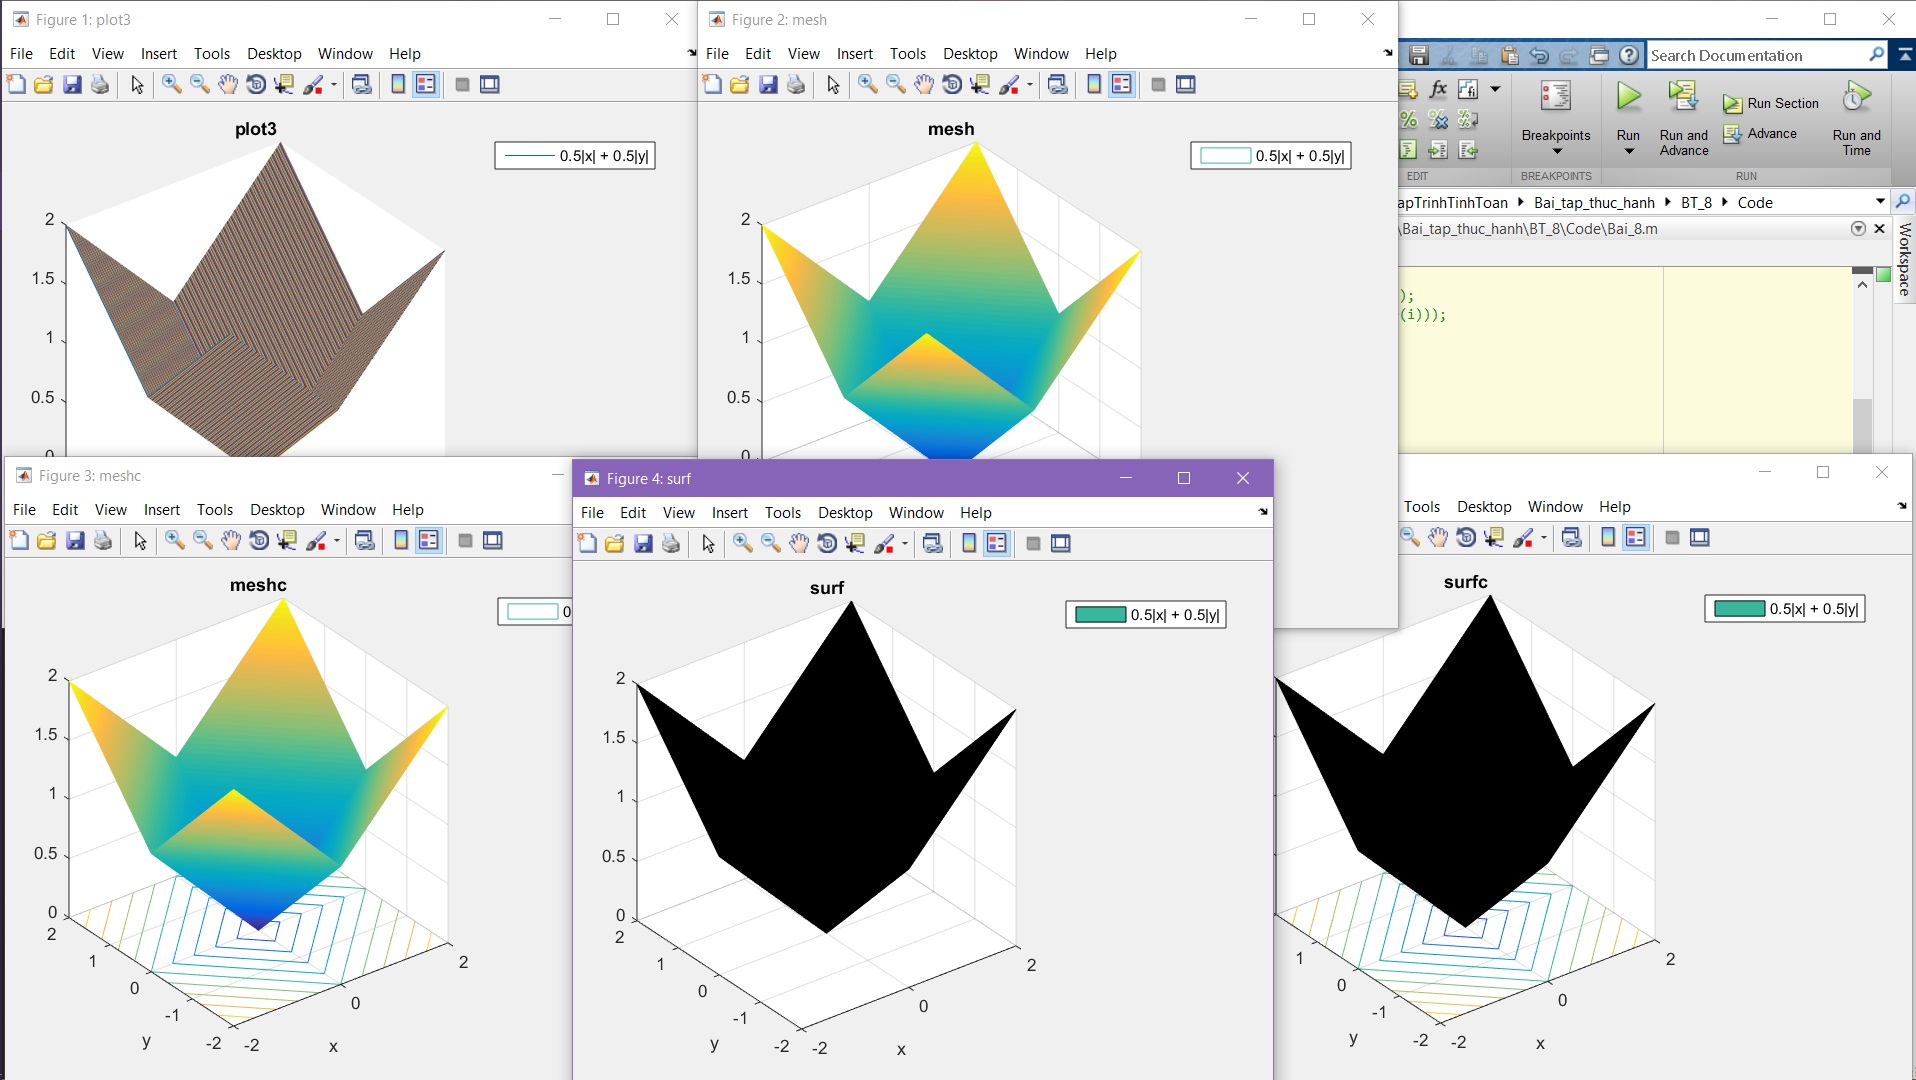 Figure 1: plot3
File Edit View Insert Tools Desktop Window Help
plot3
0.5|x| + 0.5|y|
2
1.5
1
0.5
0
Figure 2: mesh
File Edit View Insert Tools Desktop Window Help
mesh
0.5|x| + 0.5|y|
2
1.5
1
0.5
0
Search Documentation
fx
fi
%
%
Breakpoints
Run
Run and Advance
Run Section
Advance
Run and Time
EDIT
BREAKPOINTS
RUN
apTrinhTinhToan Bai_tap_thuc_hanh BT_8 Code
\Bai_tap_thuc_hanh\BT_8\Code\Bai_8.m
Workspace
);
(i)));
Figure 3: meshc
File Edit View Insert Tools Desktop Window Help
meshc
0
2
1.5
1
0.5
0
2
1
0
-1
-2
y
-2
0
2
x
Figure 4: surf
File Edit View Insert Tools Desktop Window Help
surf
0.5|x| + 0.5|y|
2
1.5
1
0.5
0
2
1
0
-1
-2
y
-2
0
2
x
Tools Desktop Window Help
surfc
0.5|x| + 0.5|y|
1
0
-1
-2
y
-2
0
2
x